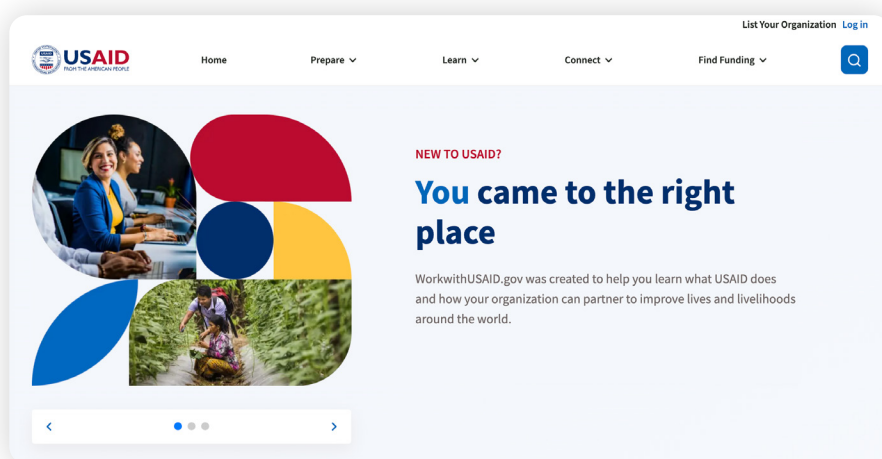 List Your Organization Log in
USAID
FROM THE AMERICAN PEOPLE
Home Prepare Learn Connect Find Funding
NEW TO USAID?
You came to the right
place
WorkwithUSAID.gov was created to help you learn what USAID does
and how your organization can partner to improve lives and livelihoods
around the world.